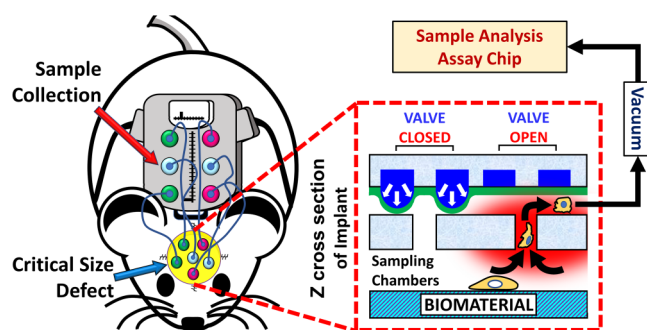 Sample
Collection
Critical Size
Defect
Z cross section
of Implant
Sample Analysis
Assay Chip
Vacuum
VALVE
CLOSED
VALVE
OPEN
Sampling
Chambers
BIOMATERIAL